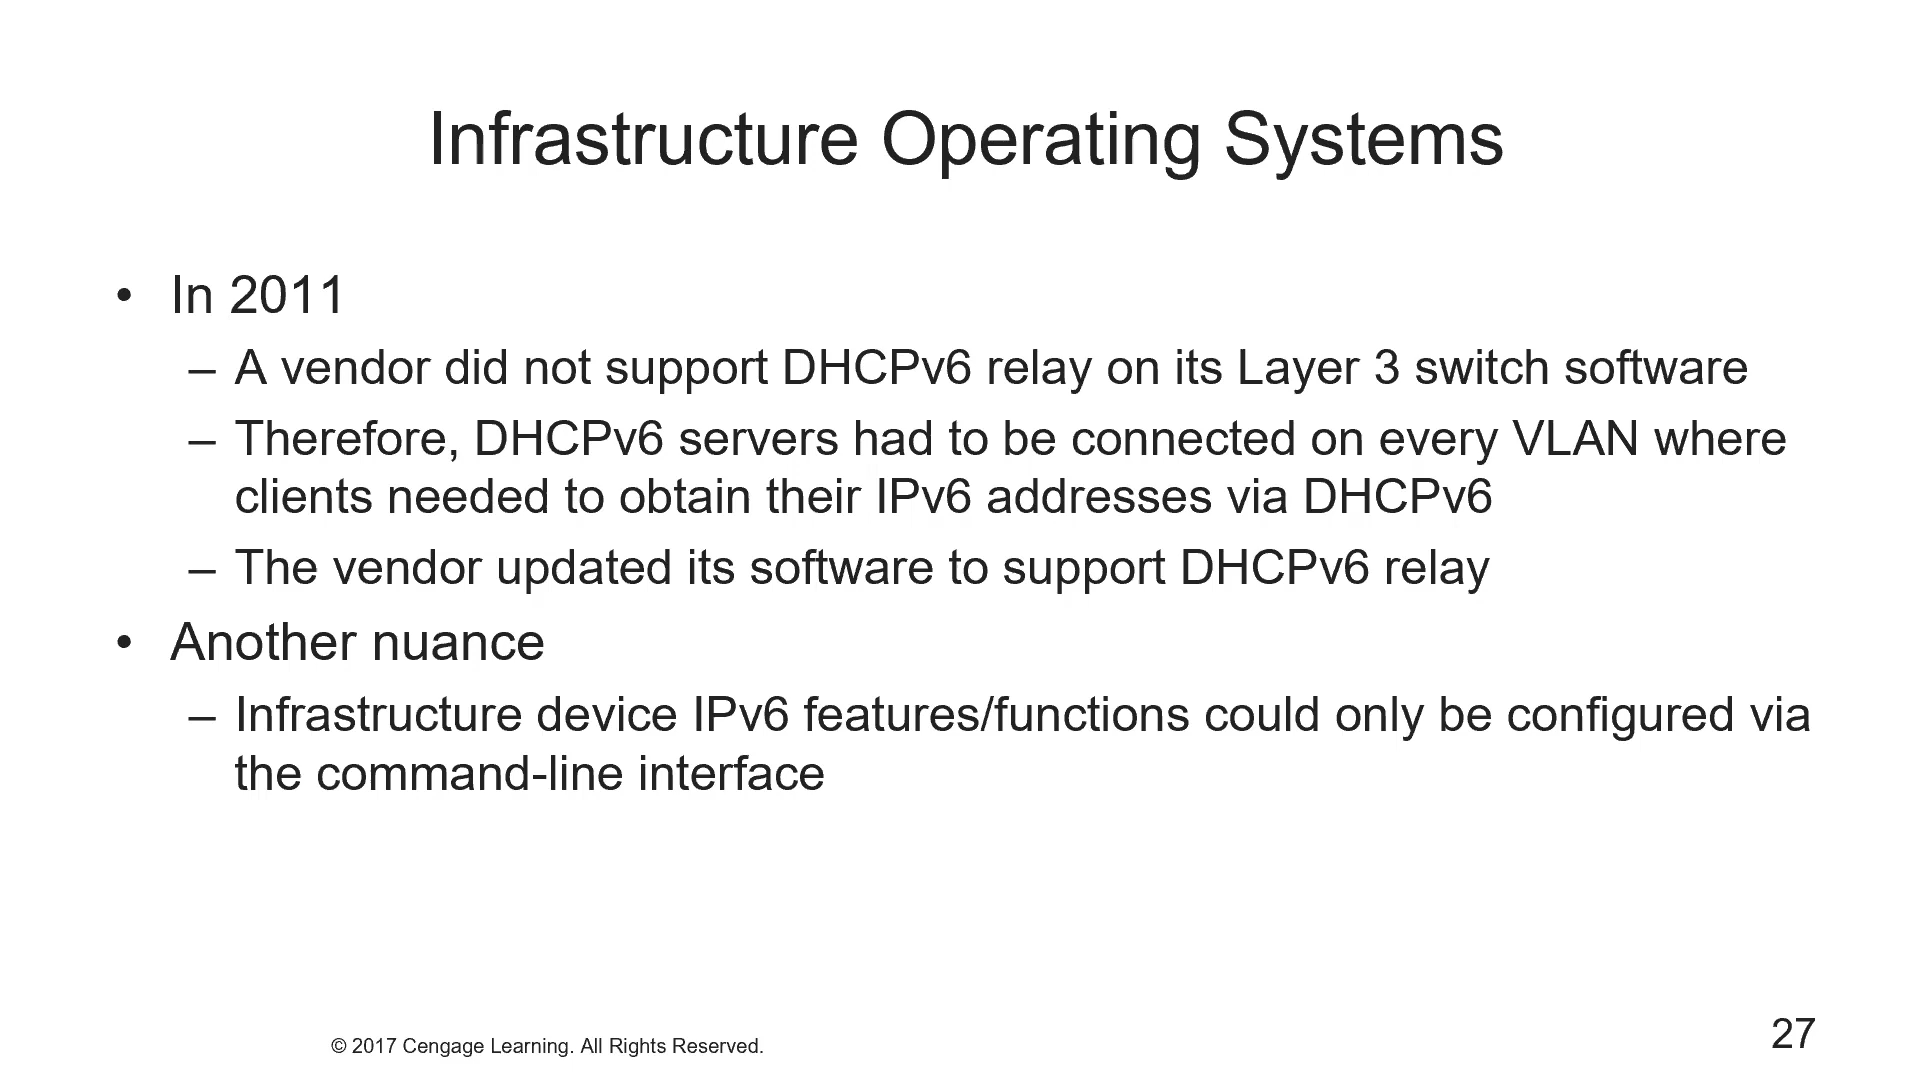 Infrastructure Operating Systems
• In 2011
– A vendor did not support DHCPv6 relay on its Layer 3 switch software
– Therefore, DHCPv6 servers had to be connected on every VLAN where
clients needed to obtain their IPv6 addresses via DHCPv6
– The vendor updated its software to support DHCPv6 relay
• Another nuance
– Infrastructure device IPv6 features/functions could only be configured via
the command-line interface
© 2017 Cengage Learning. All Rights Reserved.
27